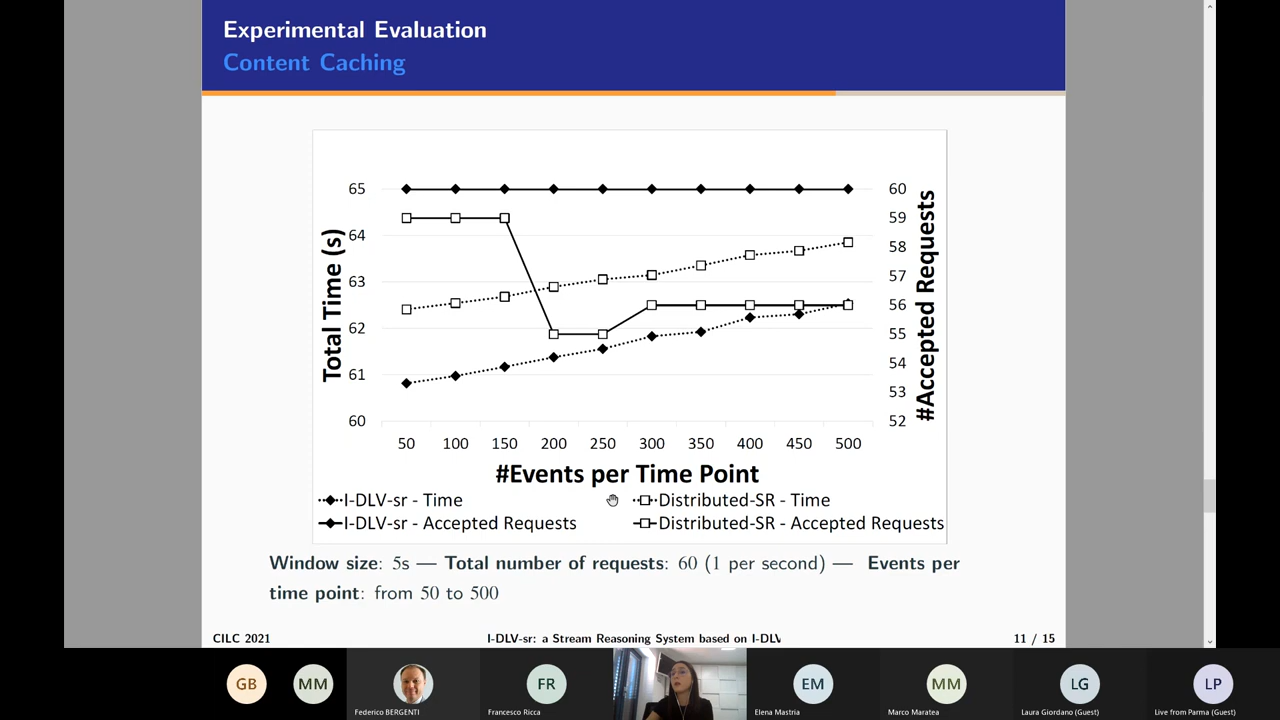 Experimental Evaluation
Content Caching
65
64
63
62
61
60
Total Time (s)
60
59
58
57
56
55
54
53
52
#Accepted Requests
50 100 150 200 250 300 350 400 450 500
#Events per Time Point
I-DLV-sr - Time Distributed-SR - Time
I-DLV-sr - Accepted Requests Distributed-SR - Accepted Requests
Window size: 5s — Total number of requests: 60 (1 per second) — Events per
time point: from 50 to 500
CILC 2021 I-DLV-sr: a Stream Reasoning System based on I-DLV 11 / 15
GB MM FR EM MM LG LP
Federico BERGENTI Francesco Ricca Elena Mastria Marco Maratea Laura Giordano (Guest) Live from Parma (Guest)